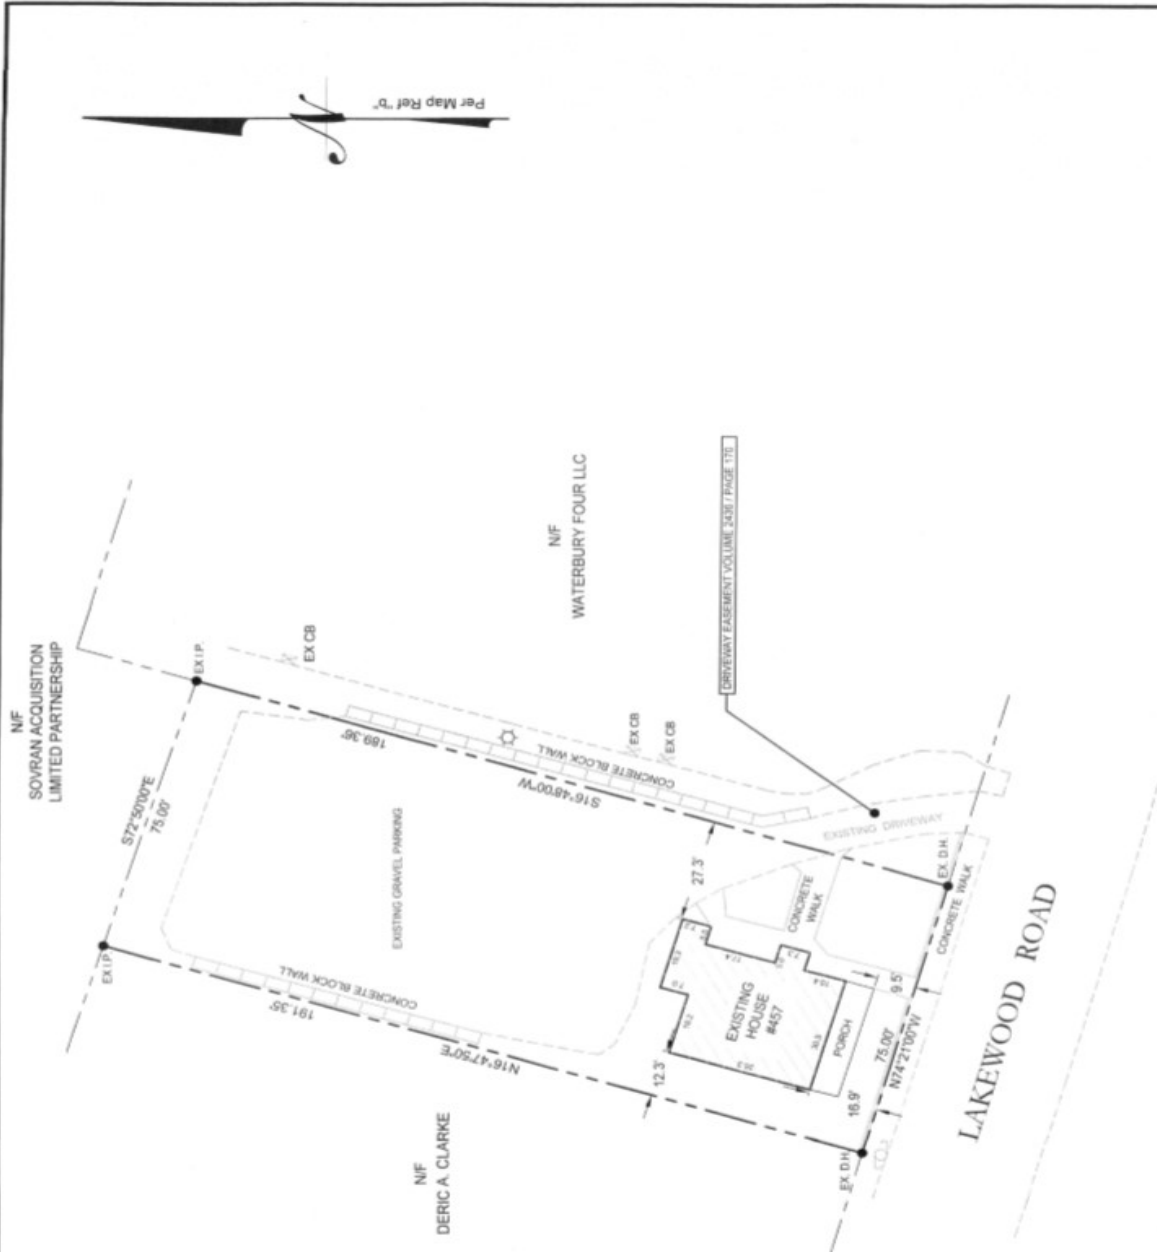 Per Map Ref "b"
N/F
SOVRAN ACQUISITION
LIMITED PARTNERSHIP
EX I.P.
EX CB
S72°50'00"E
75.00'
EX I.P.
N/F
WATERBURY FOUR LLC
DRIVEWAY EASEMENT VOLUME 2436 / PAGE 170
189.36'
S16°48'00"W
CONCRETE BLOCK WALL
EX CB
EX CB
EXISTING GRAVEL PARKING
CONCRETE BLOCK WALL
191.35'
N16°47'50"E
EXISTING DRIVEWAY
27.3'
CONCRETE
WALK
EXISTING
HOUSE
#457
17.4
12.3'
PORCH
16.9'
9.5'
75.00'
N74°21'00"W
EX. D.H.
EX. D.H.
CONCRETE WALK
N/F
DERIC A. CLARKE
LAKEWOOD ROAD